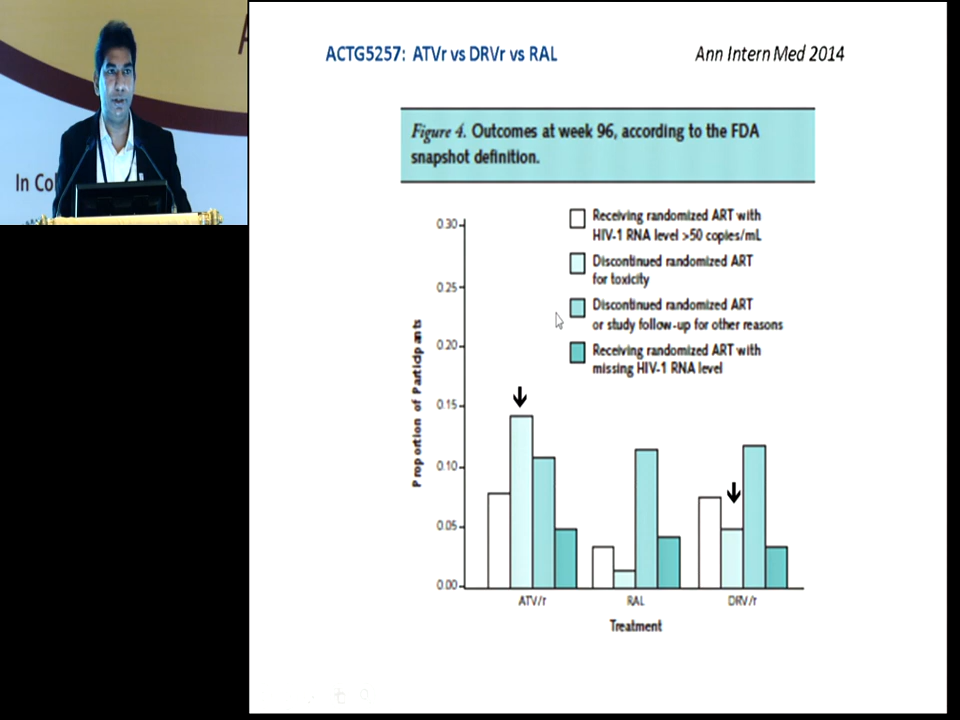 In Co
ACTG5257: ATVr vs DRVr vs RAL
Ann Intern Med 2014
Figure 4. Outcomes at week 96, according to the FDA
snapshot definition.
Receiving randomized ART with
HIV-1 RNA level >50 copies/mL
Discontinued randomized ART
for toxicity
Discontinued randomized ART
or study follow-up for other reasons
Receiving randomized ART with
missing HIV-1 RNA level
Proportion of Participants
0.30
0.25
0.20
0.15
0.10
0.05
0.00
ATV/r
RAL
DRV/r
Treatment